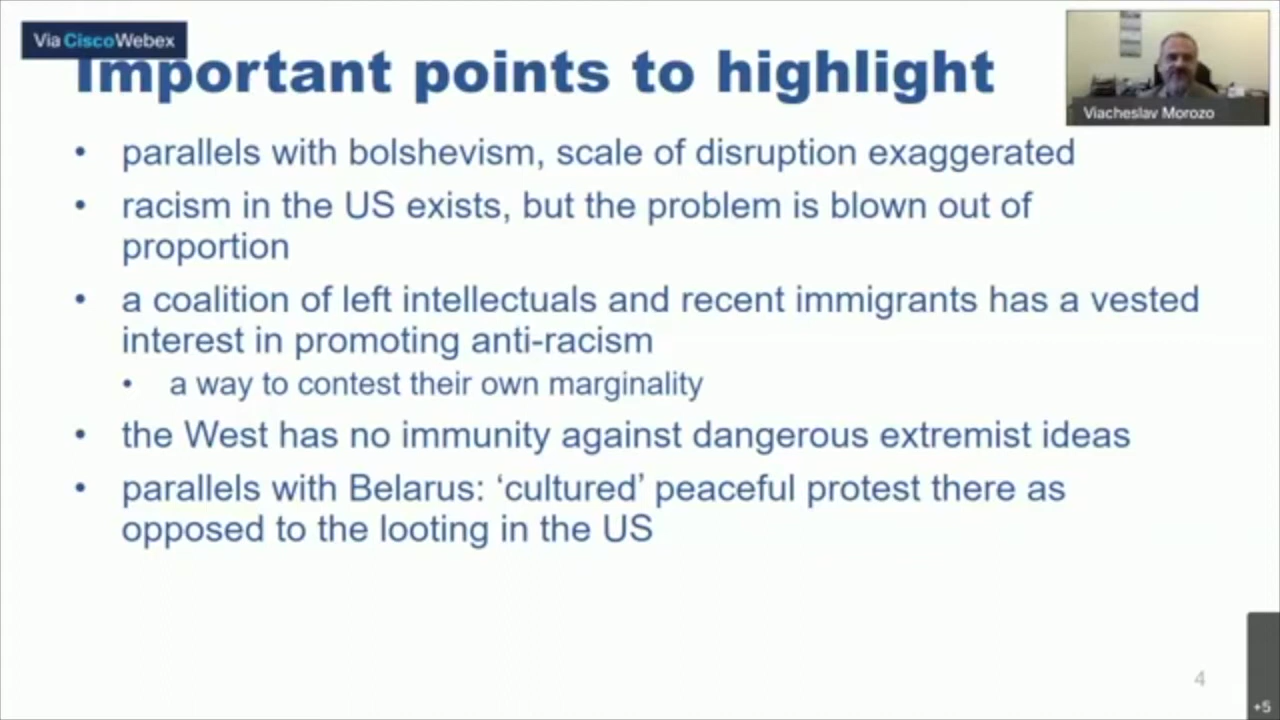 Via CiscoWebex
Important points to highlight
Viacheslav Morozo
• parallels with bolshevism, scale of disruption exaggerated
• racism in the US exists, but the problem is blown out of
proportion
• a coalition of left intellectuals and recent immigrants has a vested
interest in promoting anti-racism
• a way to contest their own marginality
• the West has no immunity against dangerous extremist ideas
• parallels with Belarus: ‘cultured’ peaceful protest there as
opposed to the looting in the US
4
+5